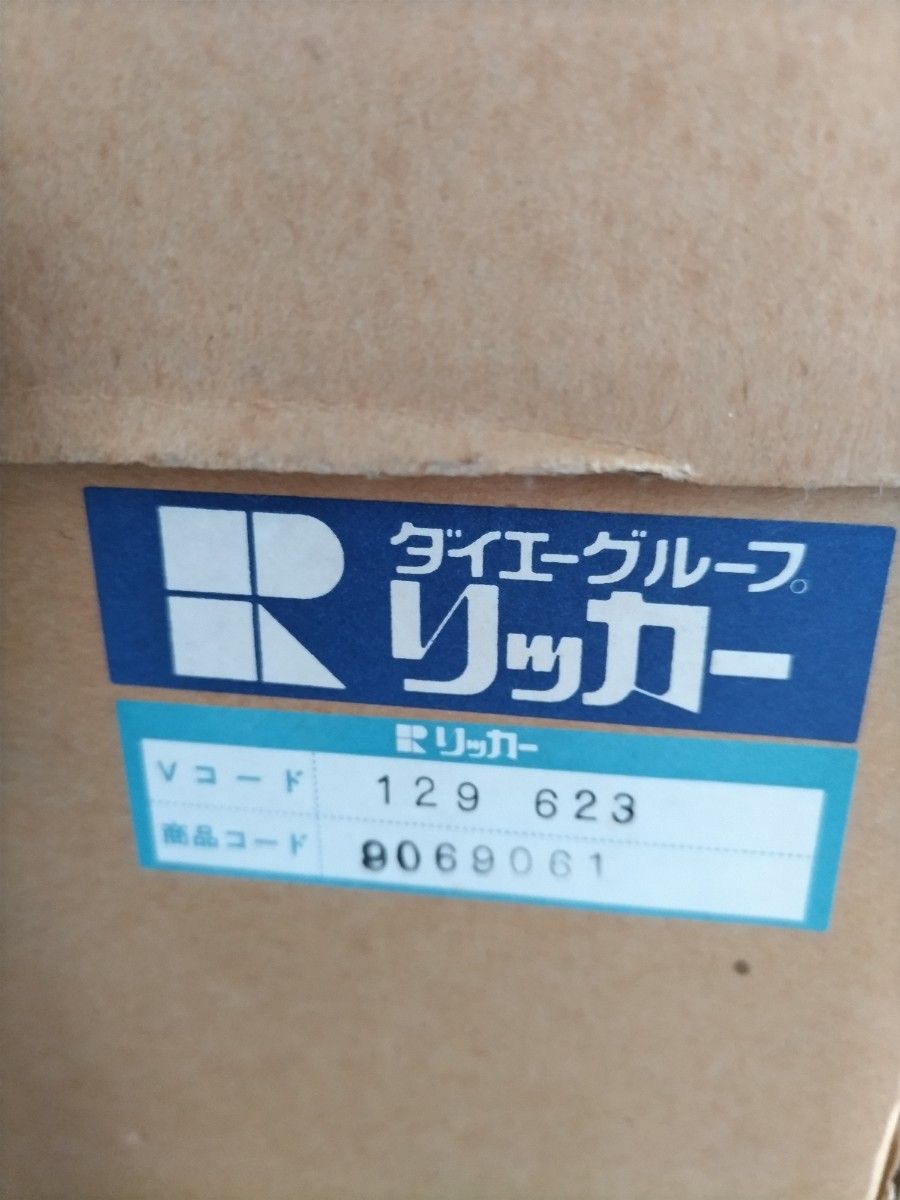 ダイエーグループ
リッカー
R リッカー
Vコード 129 623
商品コード 9069061